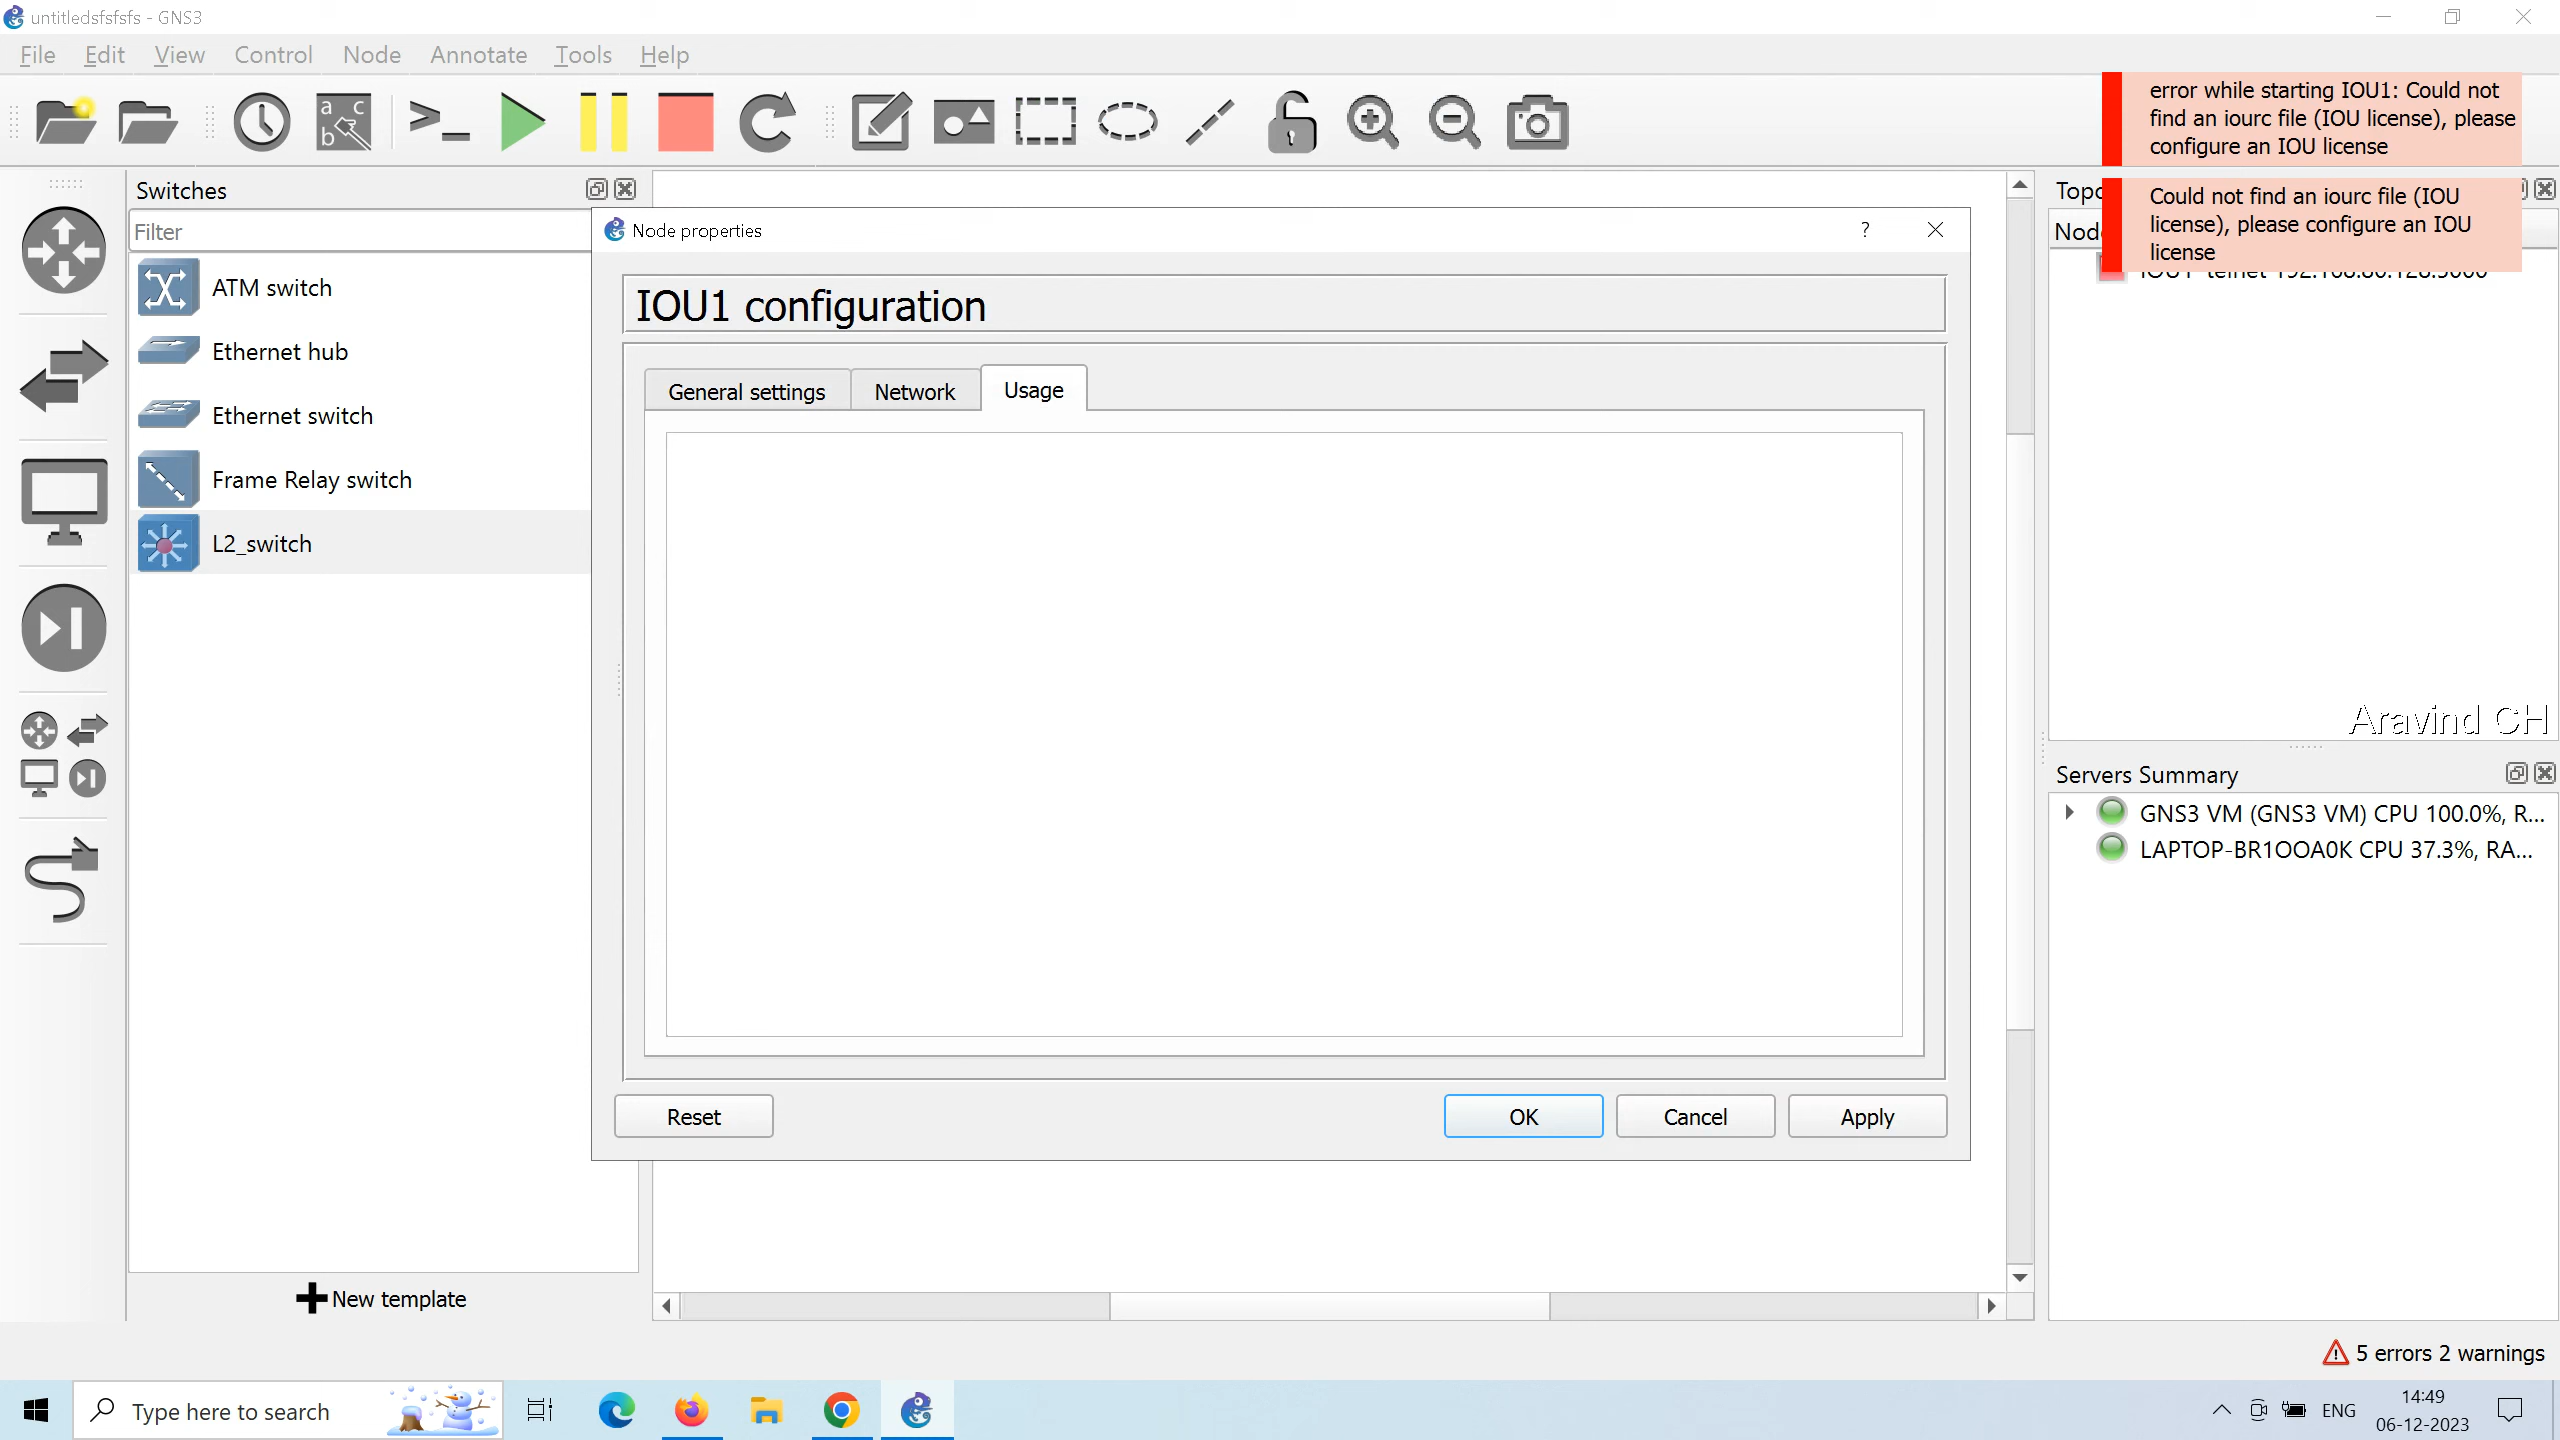 untitledsfsfsfs - GNS3
File Edit View Control Node Annotate Tools Help
error while starting IOU1: Could not
find an iourc file (IOU license), please
configure an IOU license
Could not find an iourc file (IOU
license), please configure an IOU
license
Switches
Filter
ATM switch
Ethernet hub
Ethernet switch
Frame Relay switch
L2_switch
New template
Node properties
IOU1 configuration
General settings Network Usage
Reset OK Cancel Apply
Aravind CH
Servers Summary
GNS3 VM (GNS3 VM) CPU 100.0%, R...
LAPTOP-BR1OOA0K CPU 37.3%, RA...
5 errors 2 warnings
Type here to search
ENG
14:49
06-12-2023